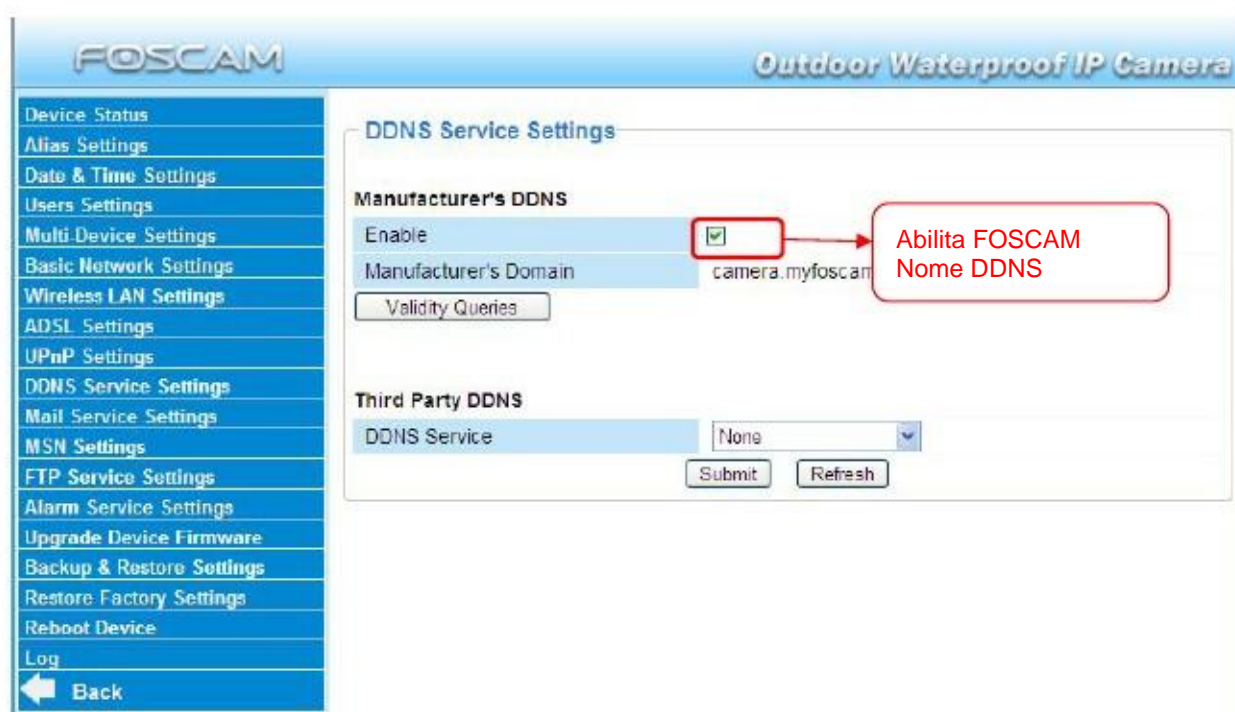 FOSCAM
Outdoor Waterproof IP Camera
Device Status
Alias Settings
Date & Time Settings
Users Settings
Multi-Device Settings
Basic Network Settings
Wireless LAN Settings
ADSL Settings
UPnP Settings
DDNS Service Settings
Mail Service Settings
MSN Settings
FTP Service Settings
Alarm Service Settings
Upgrade Device Firmware
Backup & Restore Settings
Restore Factory Settings
Reboot Device
Log
Back
DDNS Service Settings
Manufacturer's DDNS
Enable
Manufacturer's Domain camera.myfoscam
Validity Queries
Abilita FOSCAM
Nome DDNS
Third Party DDNS
DDNS Service None
Submit Refresh